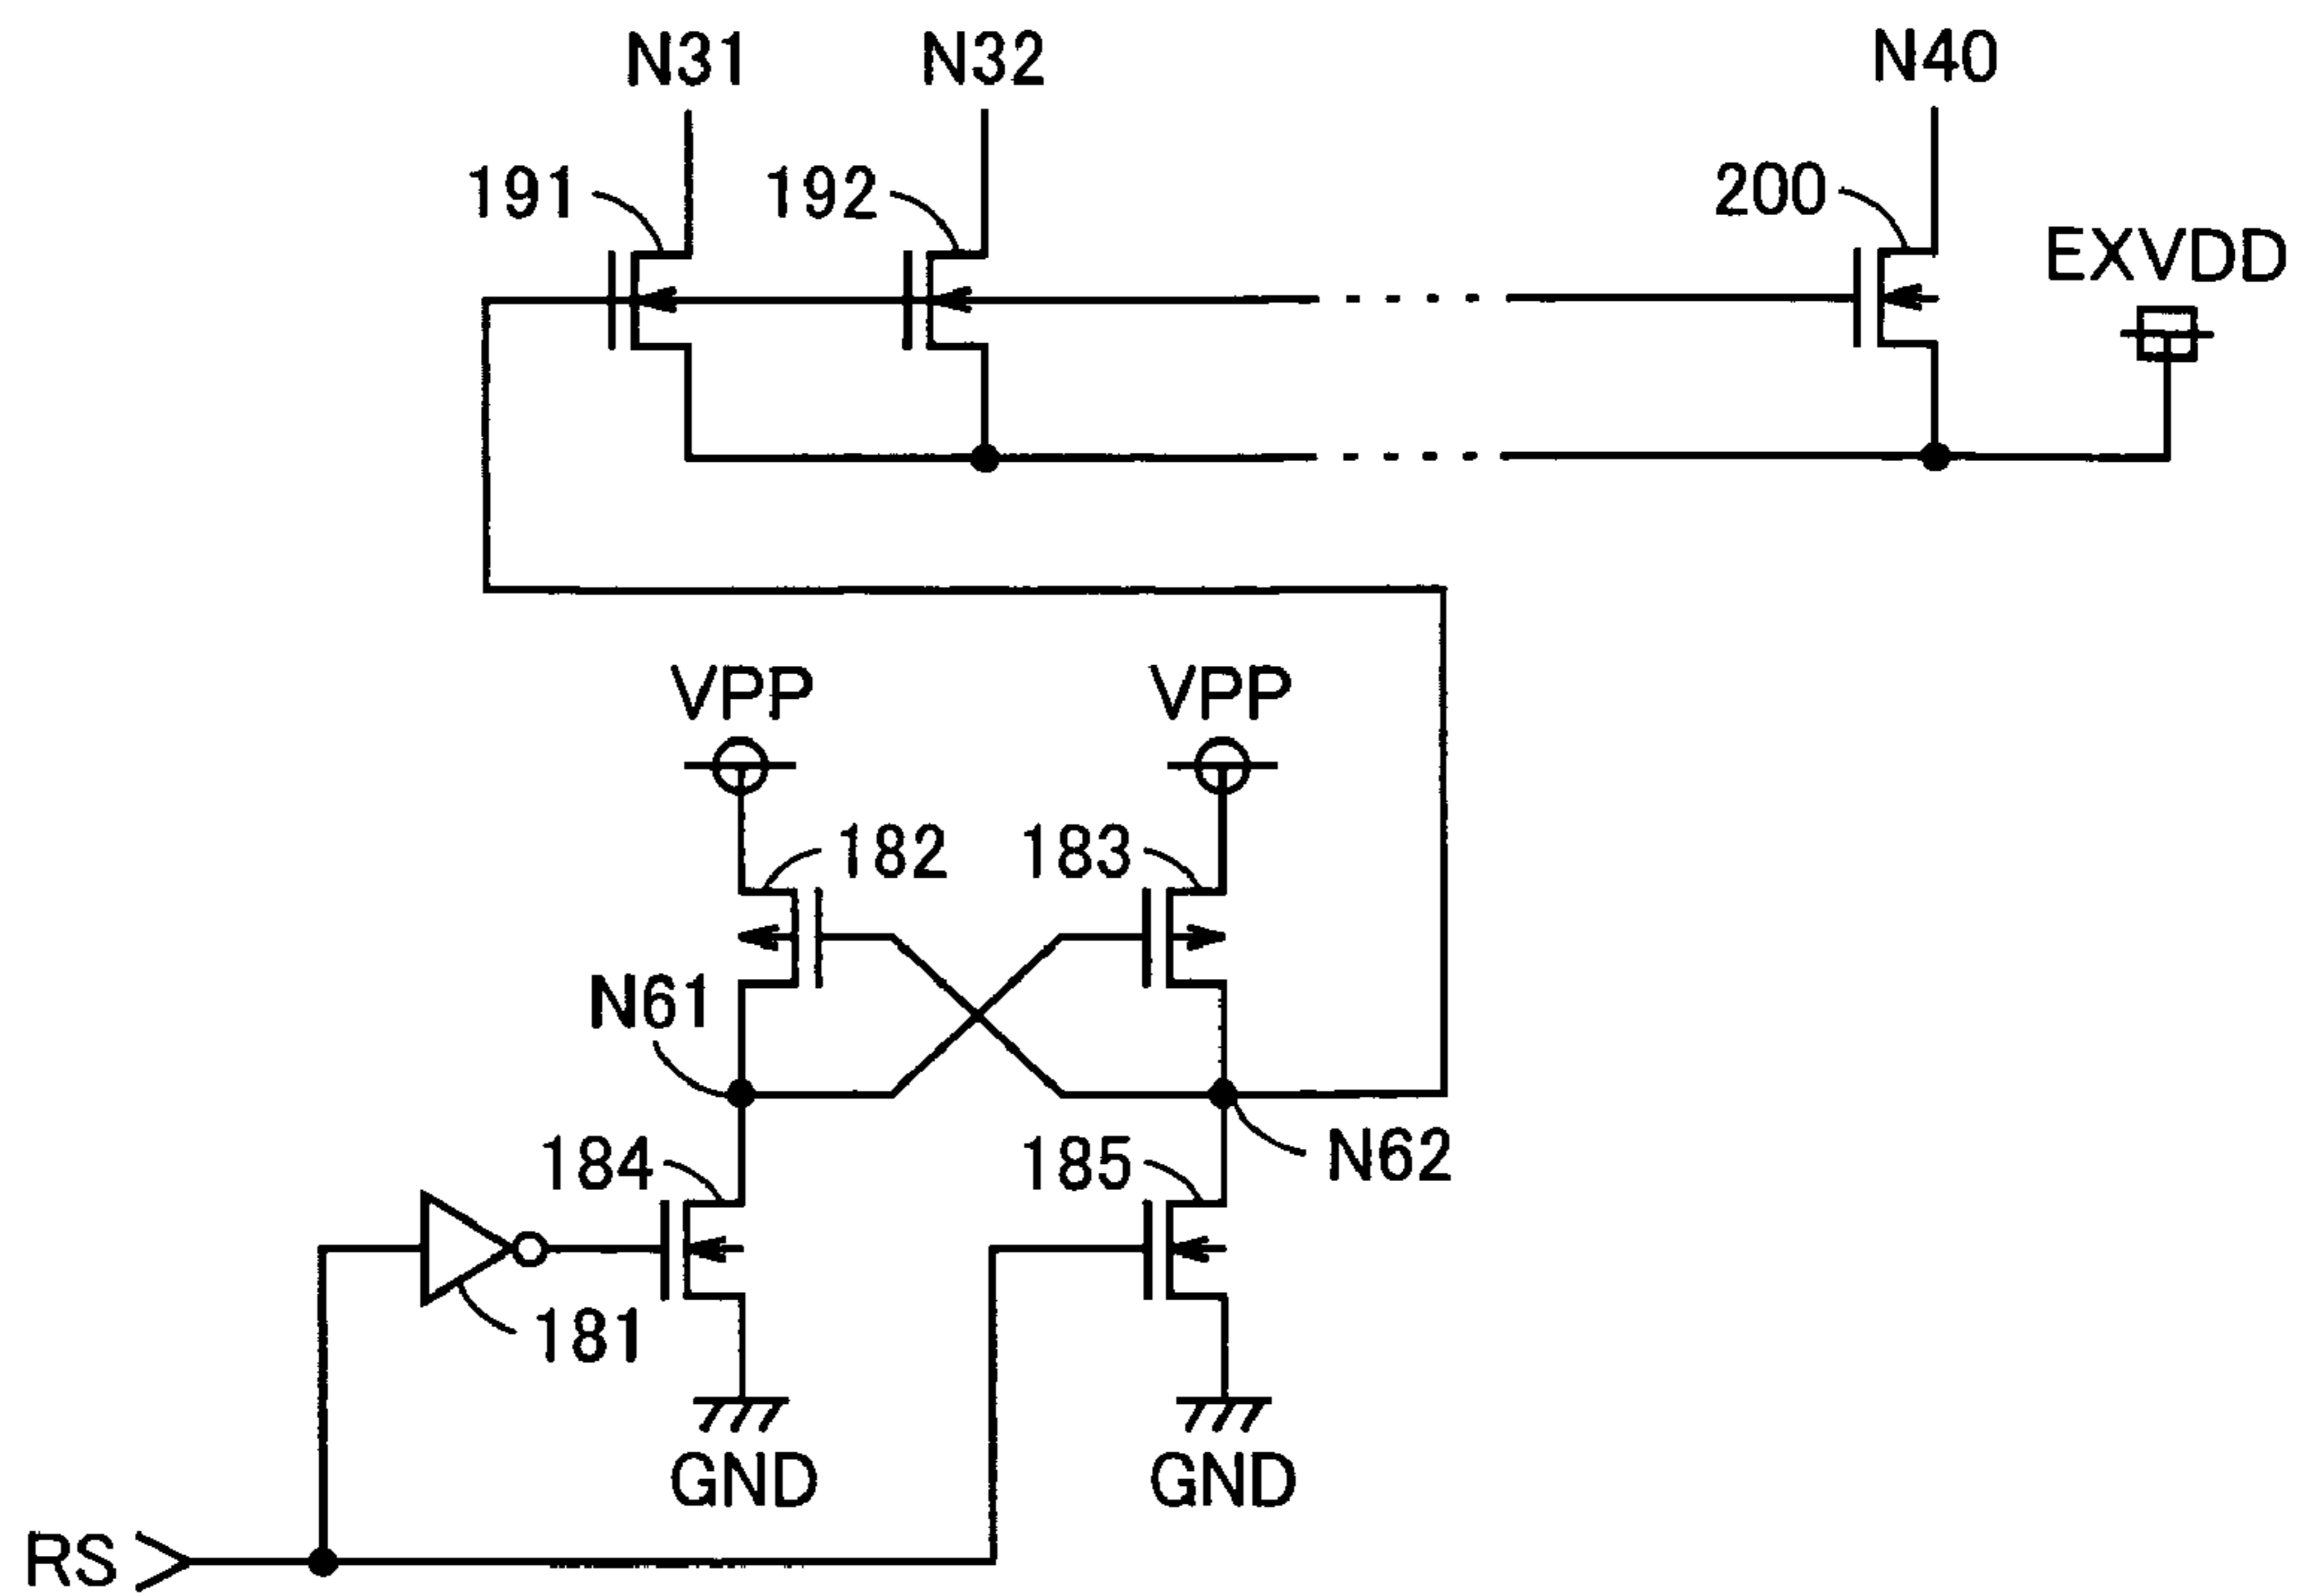 N31 N32 N40
191 192 200 EXVDD
VPP VPP
182 183
N61
184 185 N62
181
GND GND
RS